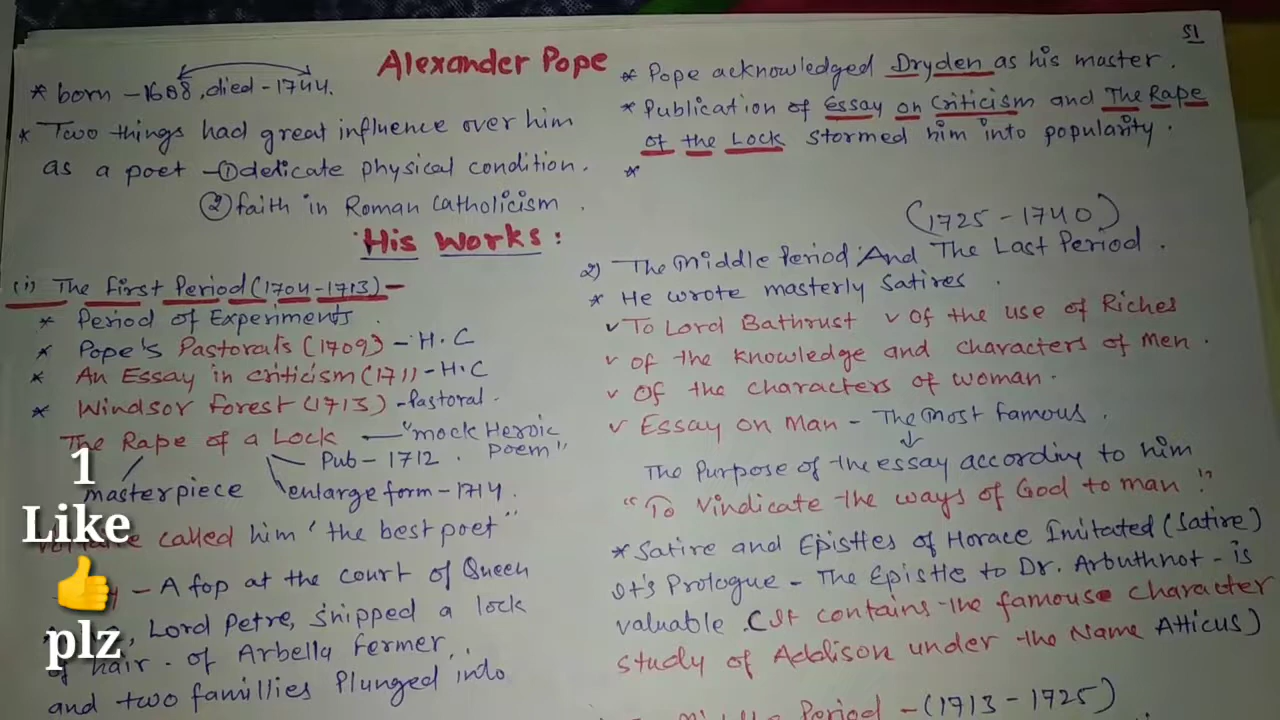 51
Alexander Pope
* born - 1688, died - 1744.
* Two things had great influence over him
as a poet - ① dedicate physical condition.
② faith in Roman Catholicism.
* Pope acknowledged Dryden as his master.
* Publication of Essay on Criticism and The Rape
of the Lock stormed him into popularity.
*
His Works:
(i) The First Period (1704-1713) -
* Period of Experiments
* Pope's Pastorals (1709) - H.C
* An Essay in criticism (1711) - H.C
* Windsor Forest (1713) - Pastoral.
The Rape of a Lock - "mock Heroic
Poem"
Pub - 1712.
masterpiece
enlarge form - 1714.
called him 'the best poet"
- A fop at the court of Queen
, Lord Petre, snipped a lock
of hair. of Arbella Fermer,.
and two famillies Plunged into
(1725 - 1740)
2) The Middle Period And The Last Period.
* He wrote masterly Satires.
✓ To Lord Bathrust ✓ of the use of Riches
✓ of the knowledge and characters of Men.
✓ Of the characters of woman.
✓ Essay on Man - The most famous.
↓
The Purpose of the essay according to him
"To vindicate the ways of God to man".
* Satire and Epistles of Horace Imitated (Satire)
It's Prologue - The Epistle to Dr. Arbuthnot - is
valuable. (It contains the famouse character
study of Addison under the Name Atticus)
Period - (1713 - 1725)
1
Like
👍
plz